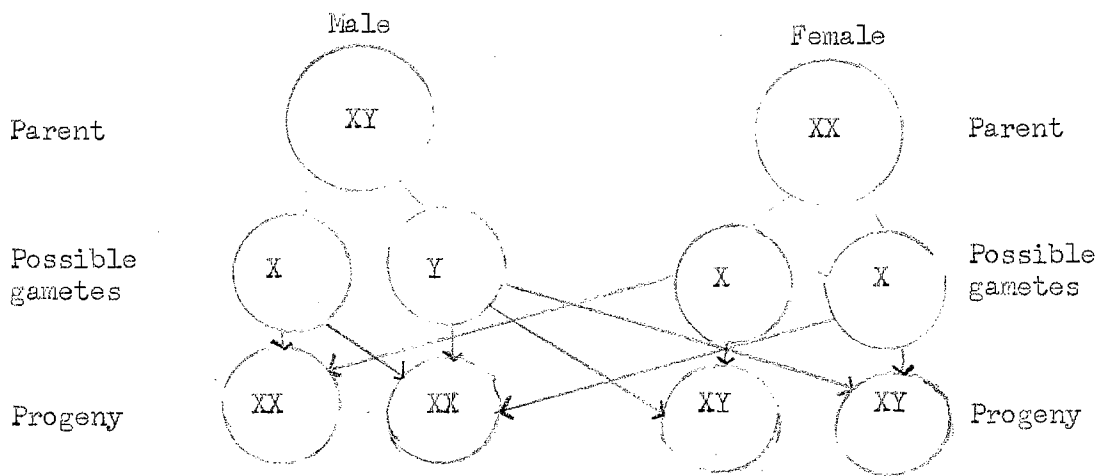 Male Female
Parent XY XX Parent
Possible gametes X Y X X Possible gametes
Progeny XX XX XY XY Progeny